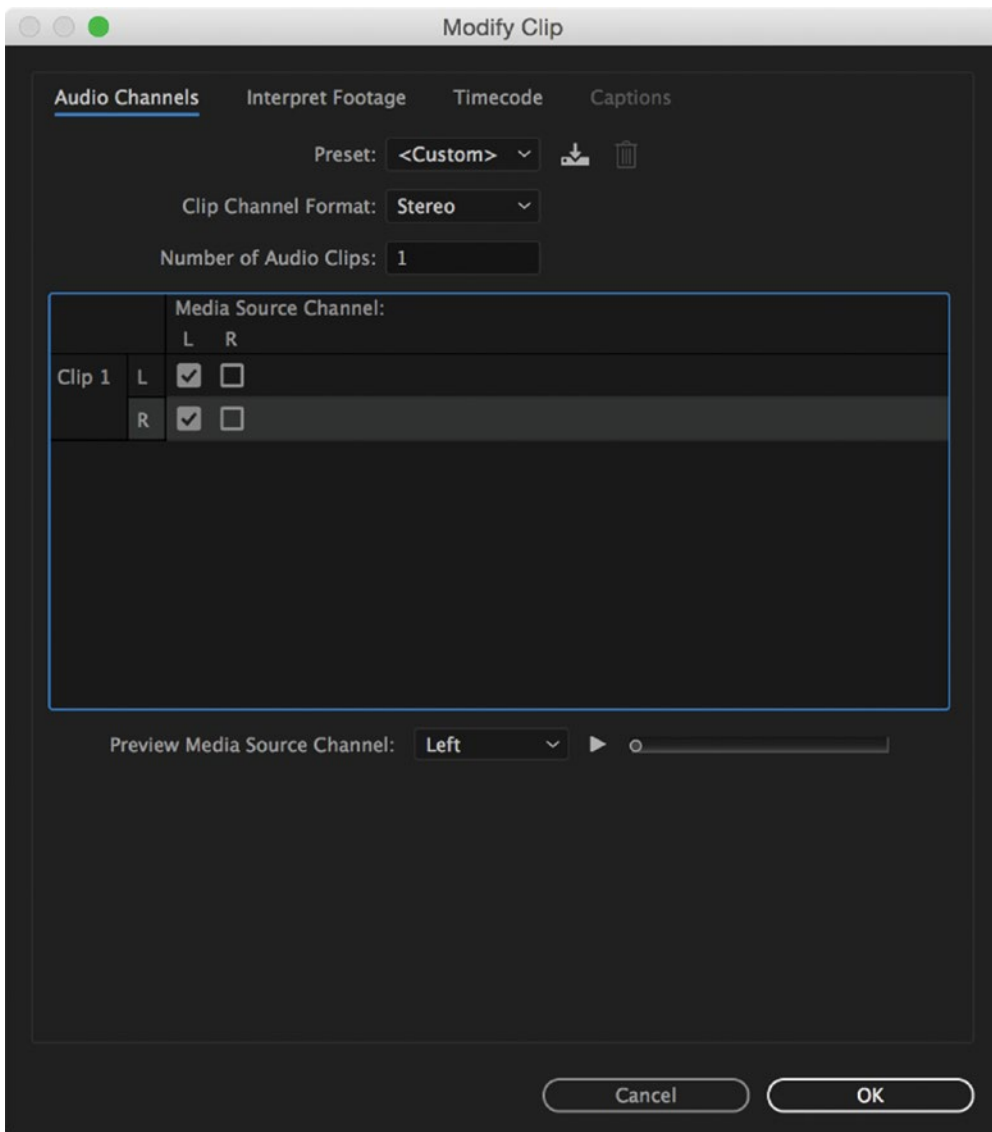 Modify Clip
Audio Channels Interpret Footage Timecode Captions
Preset: <Custom>
Clip Channel Format: Stereo
Number of Audio Clips: 1
Media Source Channel:
L R
Clip 1 L
R
Preview Media Source Channel: Left
Cancel OK